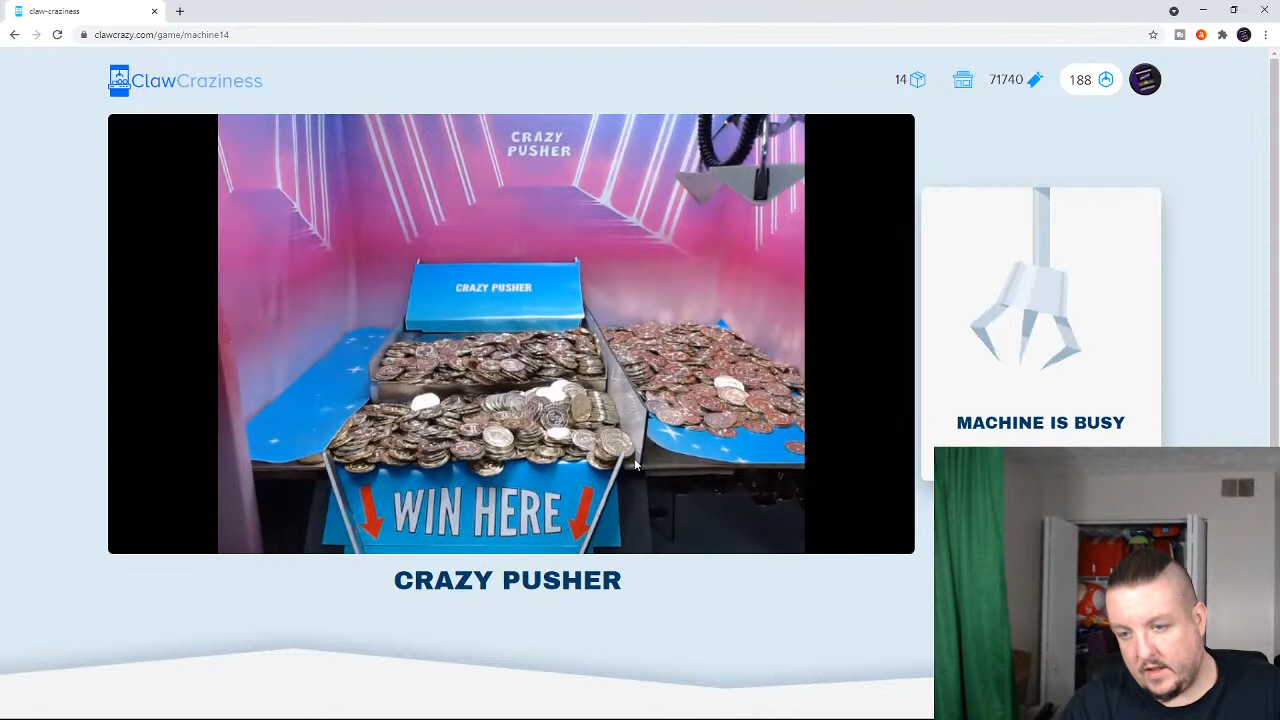 claw-craziness
clawcrazy.com/game/machine14
ClawCraziness
14
71740
188
CRAZY
PUSHER
CRAZY PUSHER
MACHINE IS BUSY
WIN HERE
CRAZY PUSHER